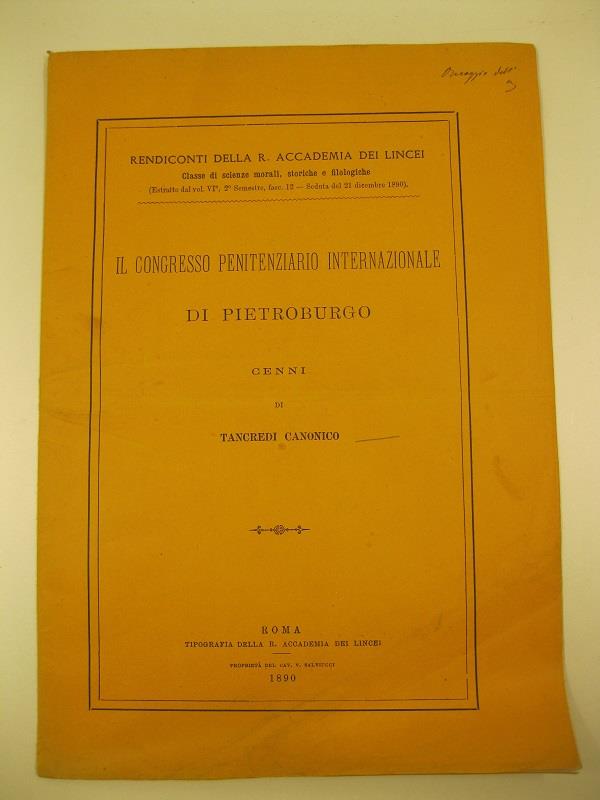 Omaggio dell'
RENDICONTI DELLA R. ACCADEMIA DEI LINCEI
Classe di scienze morali, storiche e filologiche
(Estratto dal vol. VI°, 2° Semestre, fasc. 12 — Seduta del 21 dicembre 1890).
IL CONGRESSO PENITENZIARIO INTERNAZIONALE
DI PIETROBURGO
CENNI
DI
TANCREDI CANONICO
ROMA
TIPOGRAFIA DELLA R. ACCADEMIA DEI LINCEI
PROPRIETÀ DEL CAV. V. SALVIUCCI
1890